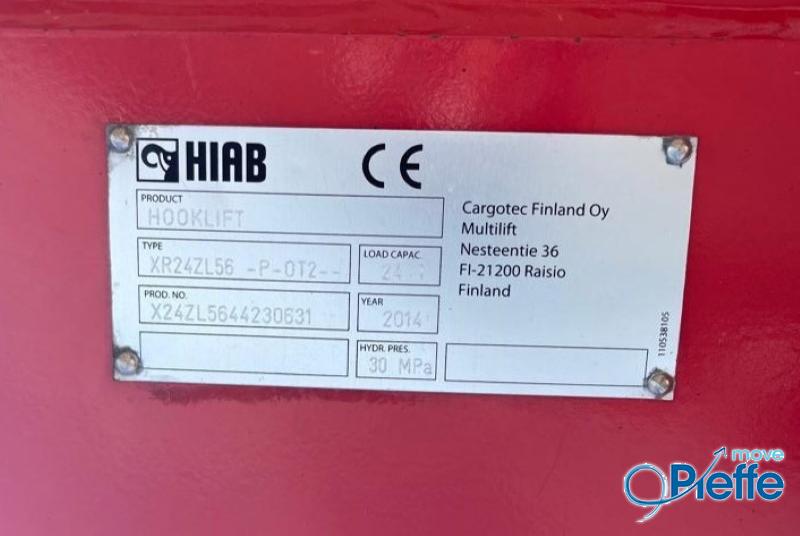 HIAB CE
PRODUCT
HOOKLIFT
TYPE
XR24ZL56 -P-OT2--
LOAD CAPAC.
PROD. NO.
X24ZL5644230631
YEAR
2014
HYDR. PRES.
30 MPa
Cargotec Finland Oy
Multilift
Nesteentie 36
FI-21200 Raisio
Finland
110538105
move
Pieffe